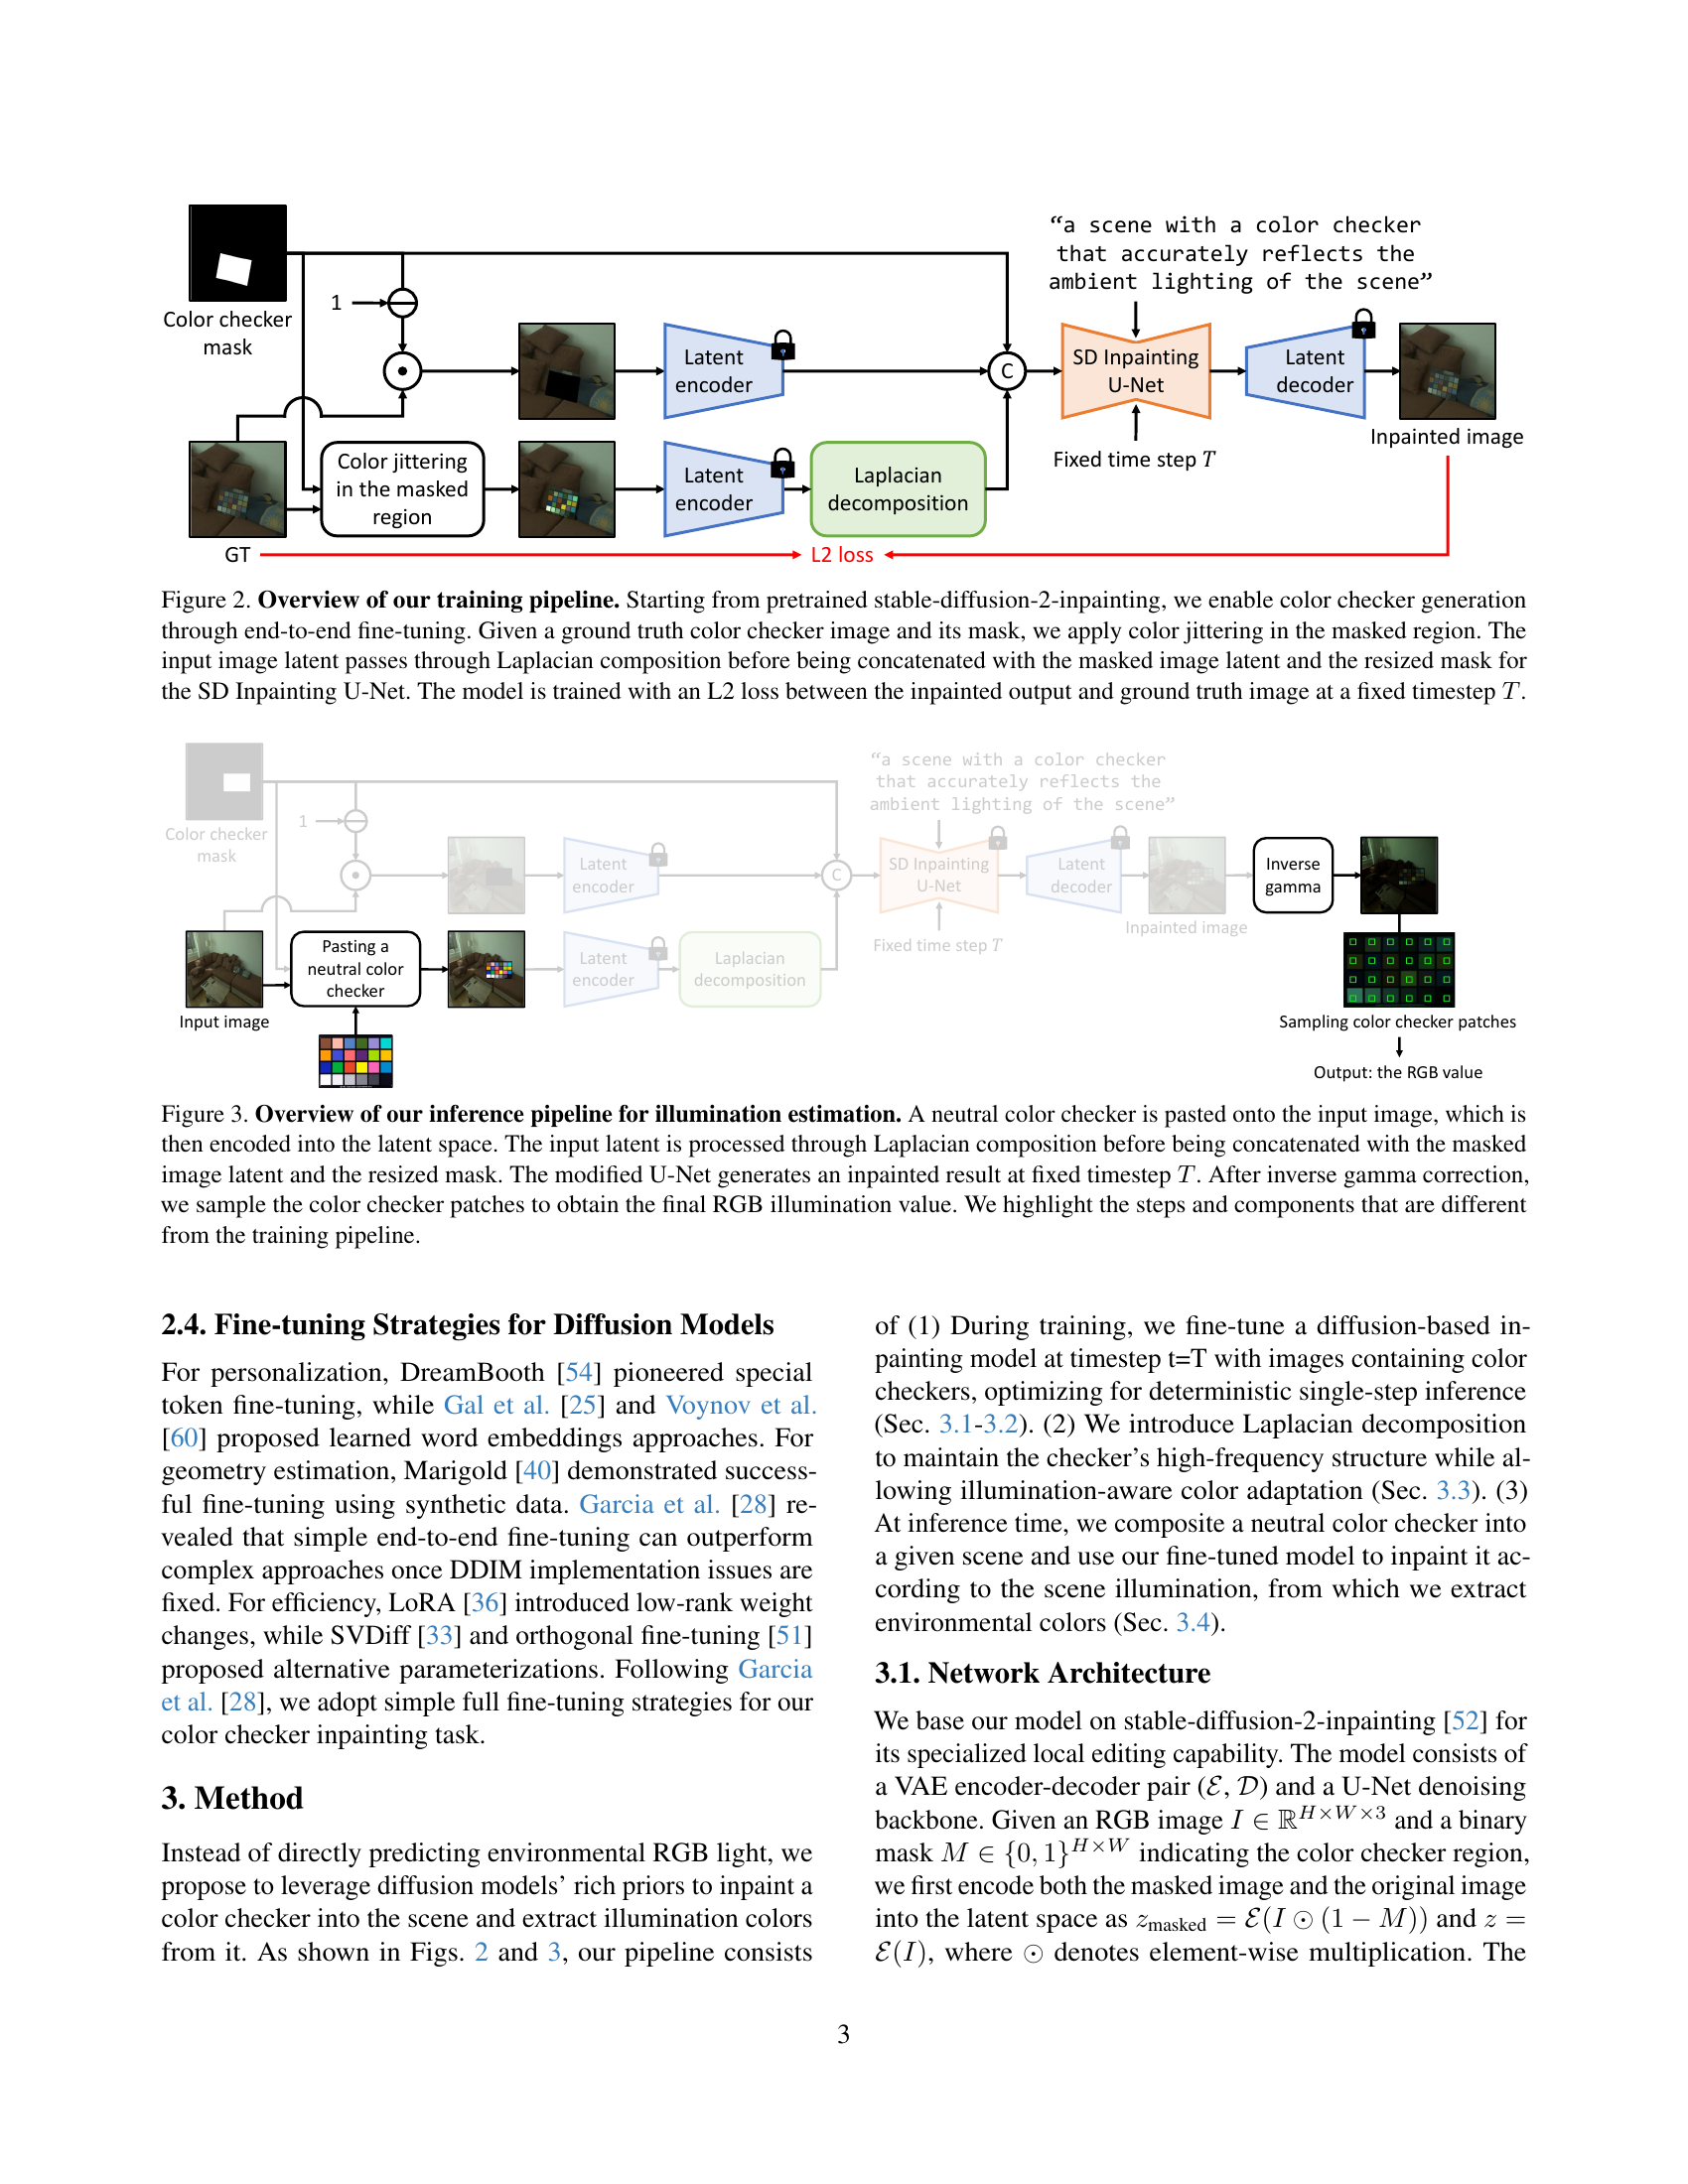 “a scene with a color checker
that accurately reflects the
ambient lighting of the scene”
1
Color checker
mask
Latent
encoder
C
SD Inpainting
U-Net
Latent
decoder
Inpainted image
Fixed time step T
Color jittering
in the masked
region
Latent
encoder
Laplacian
decomposition
GT
L2 loss
Figure 2. Overview of our training pipeline. Starting from pretrained stable-diffusion-2-inpainting, we enable color checker generation
through end-to-end fine-tuning. Given a ground truth color checker image and its mask, we apply color jittering in the masked region. The
input image latent passes through Laplacian composition before being concatenated with the masked image latent and the resized mask for
the SD Inpainting U-Net. The model is trained with an L2 loss between the inpainted output and ground truth image at a fixed timestep T.
“a scene with a color checker
that accurately reflects the
ambient lighting of the scene”
Color checker
mask
1
Latent
encoder
C
SD Inpainting
U-Net
Latent
decoder
Inverse
gamma
Inpainted image
Fixed time step T
Pasting a
neutral color
checker
Latent
encoder
Laplacian
decomposition
Input image
Sampling color checker patches
Output: the RGB value
Figure 3. Overview of our inference pipeline for illumination estimation. A neutral color checker is pasted onto the input image, which is
then encoded into the latent space. The input latent is processed through Laplacian composition before being concatenated with the masked
image latent and the resized mask. The modified U-Net generates an inpainted result at fixed timestep T. After inverse gamma correction,
we sample the color checker patches to obtain the final RGB illumination value. We highlight the steps and components that are different
from the training pipeline.
2.4. Fine-tuning Strategies for Diffusion Models
For personalization, DreamBooth [54] pioneered special
token fine-tuning, while Gal et al. [25] and Voynov et al.
[60] proposed learned word embeddings approaches. For
geometry estimation, Marigold [40] demonstrated success-
ful fine-tuning using synthetic data. Garcia et al. [28] re-
vealed that simple end-to-end fine-tuning can outperform
complex approaches once DDIM implementation issues are
fixed. For efficiency, LoRA [36] introduced low-rank weight
changes, while SVDiff [33] and orthogonal fine-tuning [51]
proposed alternative parameterizations. Following Garcia
et al. [28], we adopt simple full fine-tuning strategies for our
color checker inpainting task.
3. Method
Instead of directly predicting environmental RGB light, we
propose to leverage diffusion models’ rich priors to inpaint a
color checker into the scene and extract illumination colors
from it. As shown in Figs. 2 and 3, our pipeline consists
of (1) During training, we fine-tune a diffusion-based in-
painting model at timestep t=T with images containing color
checkers, optimizing for deterministic single-step inference
(Sec. 3.1-3.2). (2) We introduce Laplacian decomposition
to maintain the checker’s high-frequency structure while al-
lowing illumination-aware color adaptation (Sec. 3.3). (3)
At inference time, we composite a neutral color checker into
a given scene and use our fine-tuned model to inpaint it ac-
cording to the scene illumination, from which we extract
environmental colors (Sec. 3.4).
3.1. Network Architecture
We base our model on stable-diffusion-2-inpainting [52] for
its specialized local editing capability. The model consists of
a VAE encoder-decoder pair (ℰ, 𝒟) and a U-Net denoising
backbone. Given an RGB image I ∈ ℝ^{H×W×3} and a binary
mask M ∈ {0, 1}^{H×W} indicating the color checker region,
we first encode both the masked image and the original image
into the latent space as z_masked = ℰ(I ⊙ (1 − M)) and z =
ℰ(I), where ⊙ denotes element-wise multiplication. The
3